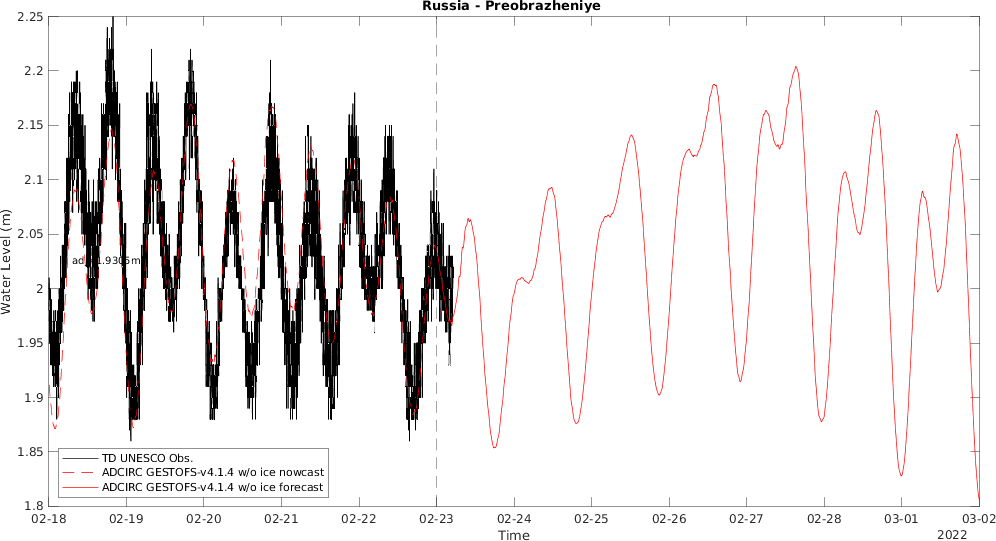 Russia - Preobrazheniye
2.25
2.2
2.15
2.1
2.05
2
1.95
1.9
1.85
1.8
Water Level (m)
TD UNESCO Obs.
ADCIRC GESTOFS-v4.1.4 w/o ice nowcast
ADCIRC GESTOFS-v4.1.4 w/o ice forecast
02-18 02-19 02-20 02-21 02-22 02-23 02-24 02-25 02-26 02-27 02-28 03-01 03-02
Time
2022